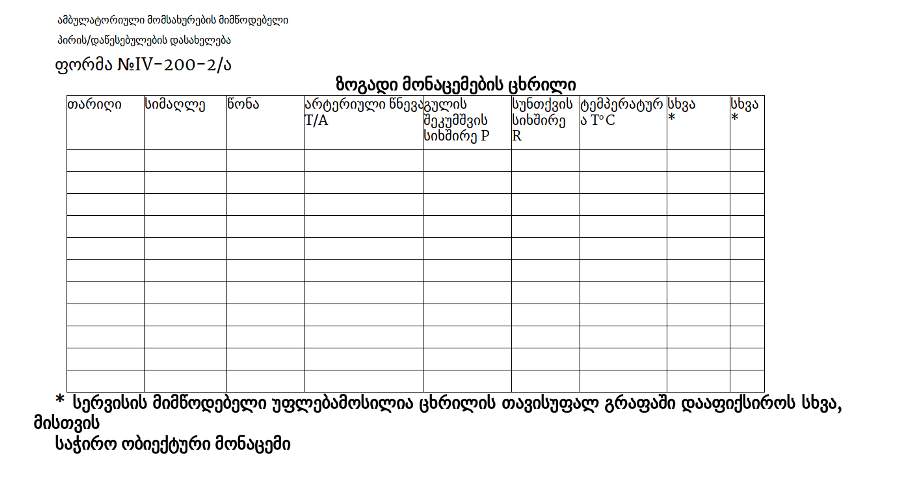 ამბულატორიული მომსახურების მიმწოდებელი
პირის/დაწესებულების დასახელება
ფორმა №IV-200-2/ა
ზოგადი მონაცემების ცხრილი
თარიღი
სიმაღლე
წონა
არტერიული წნევა
T/A
გულის
შეკუმშვის
სიხშირე P
სუნთქვის
სიხშირე
R
ტემპერატურ
ა T°C
სხვა
*
სხვა
*
* სერვისის მიმწოდებელი უფლებამოსილია ცხრილის თავისუფალ გრაფაში დააფიქსიროს სხვა,
მისთვის
საჭირო ობიექტური მონაცემი